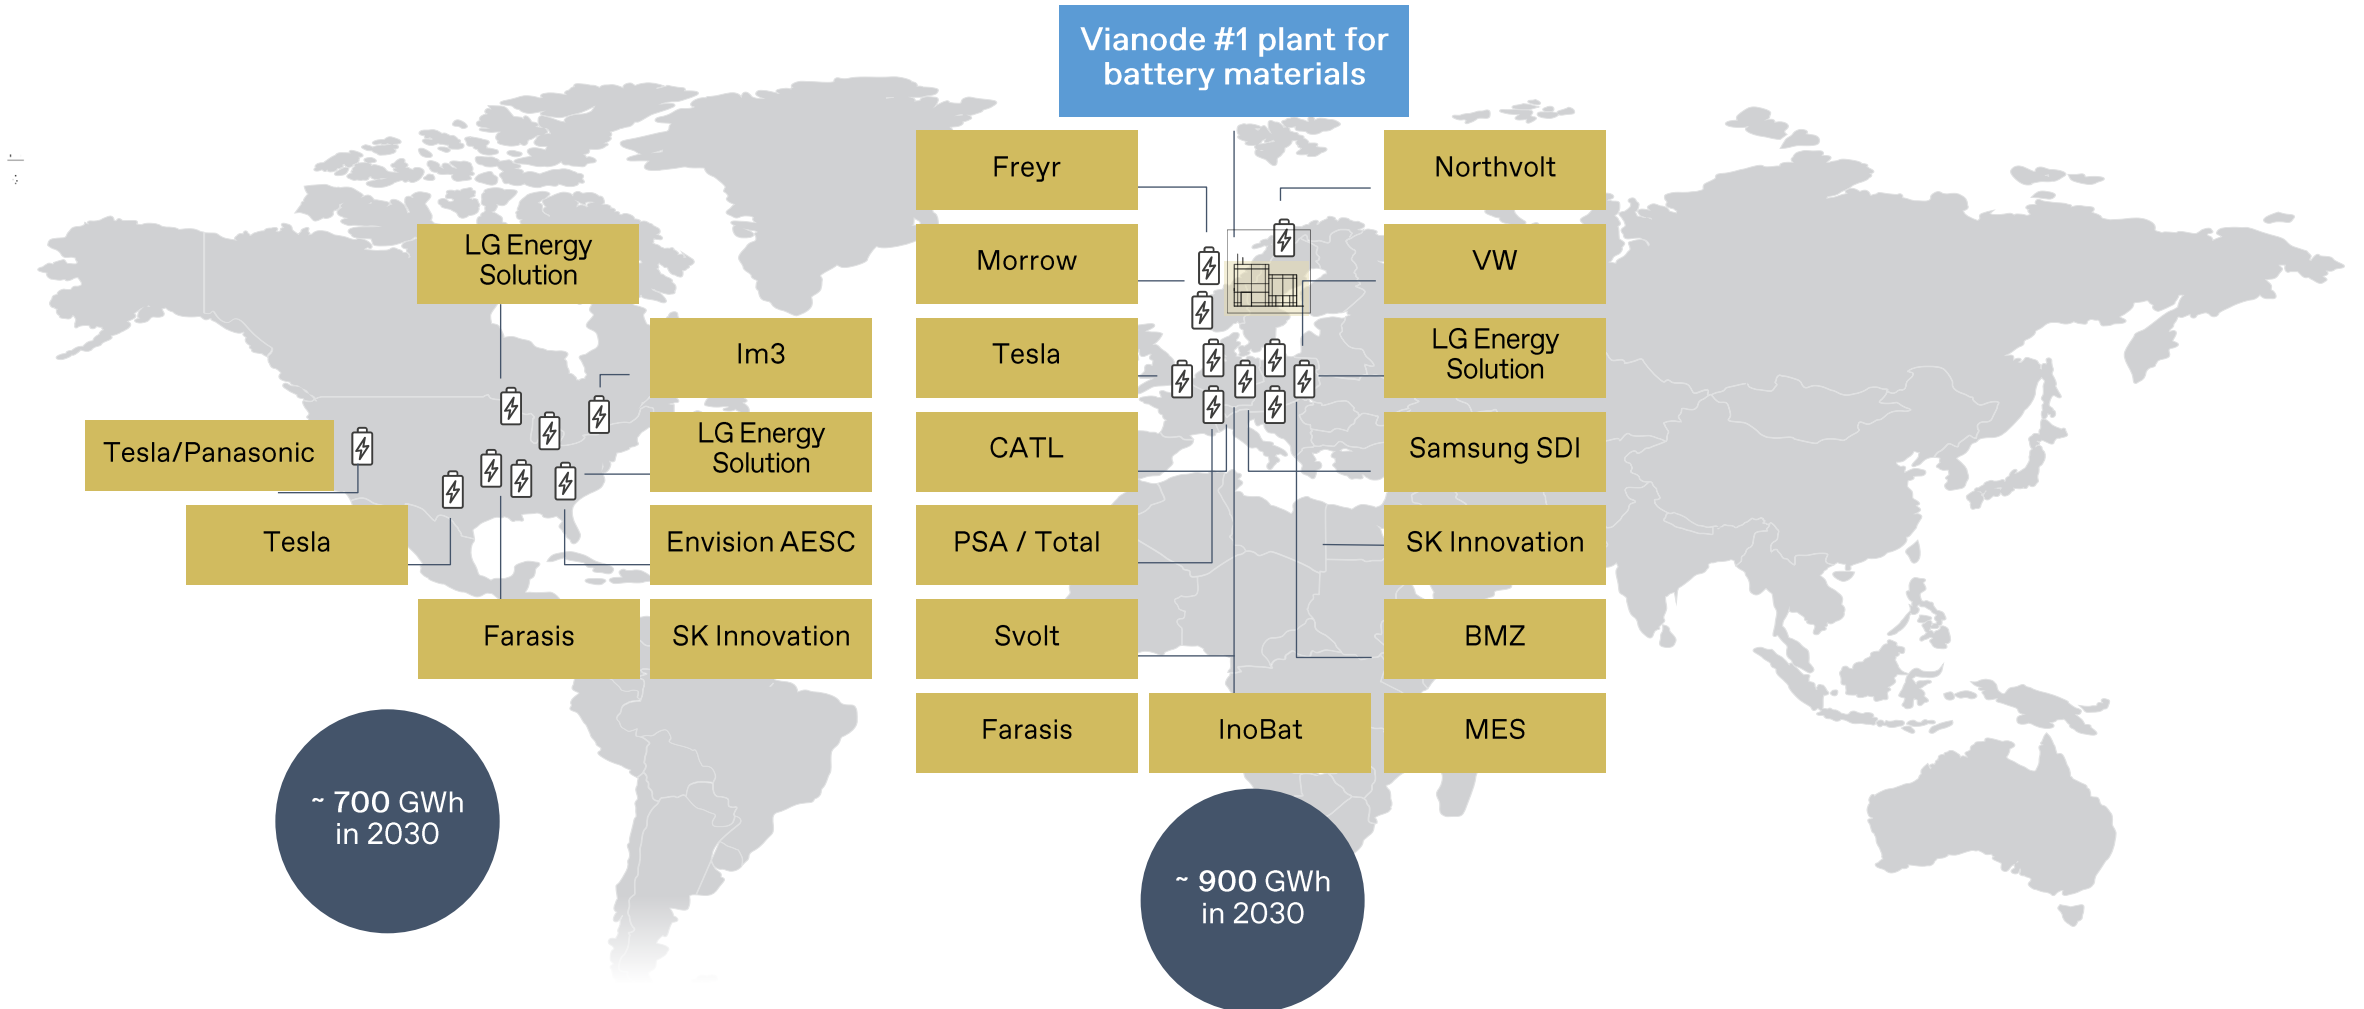 Vianode #1 plant for
battery materials
LG Energy
Solution
Im3
Tesla/Panasonic
LG Energy
Solution
Tesla
Envision AESC
Farasis
SK Innovation
~ 700 GWh
in 2030
Freyr
Northvolt
Morrow
VW
Tesla
LG Energy
Solution
CATL
Samsung SDI
PSA / Total
SK Innovation
Svolt
BMZ
Farasis
InoBat
MES
~ 900 GWh
in 2030